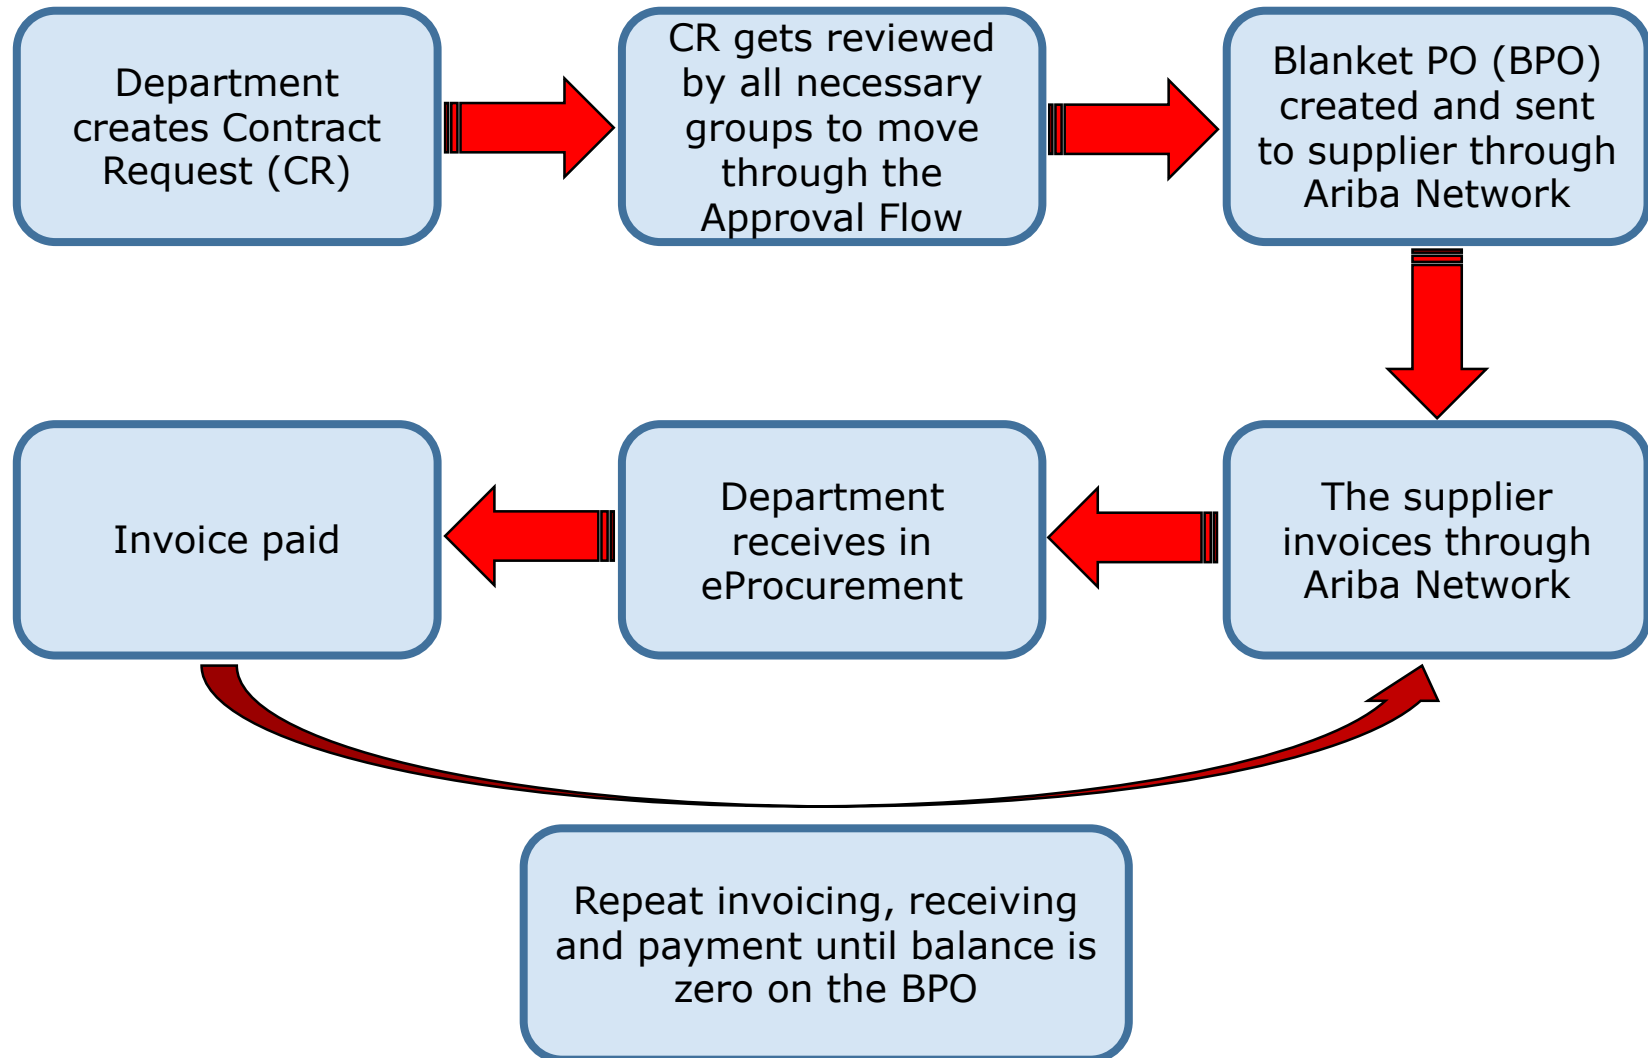 Department
creates Contract
Request (CR)
CR gets reviewed
by all necessary
groups to move
through the
Approval Flow
Blanket PO (BPO)
created and sent
to supplier through
Ariba Network
The supplier
invoices through
Ariba Network
Department
receives in
eProcurement
Invoice paid
Repeat invoicing, receiving
and payment until balance is
zero on the BPO